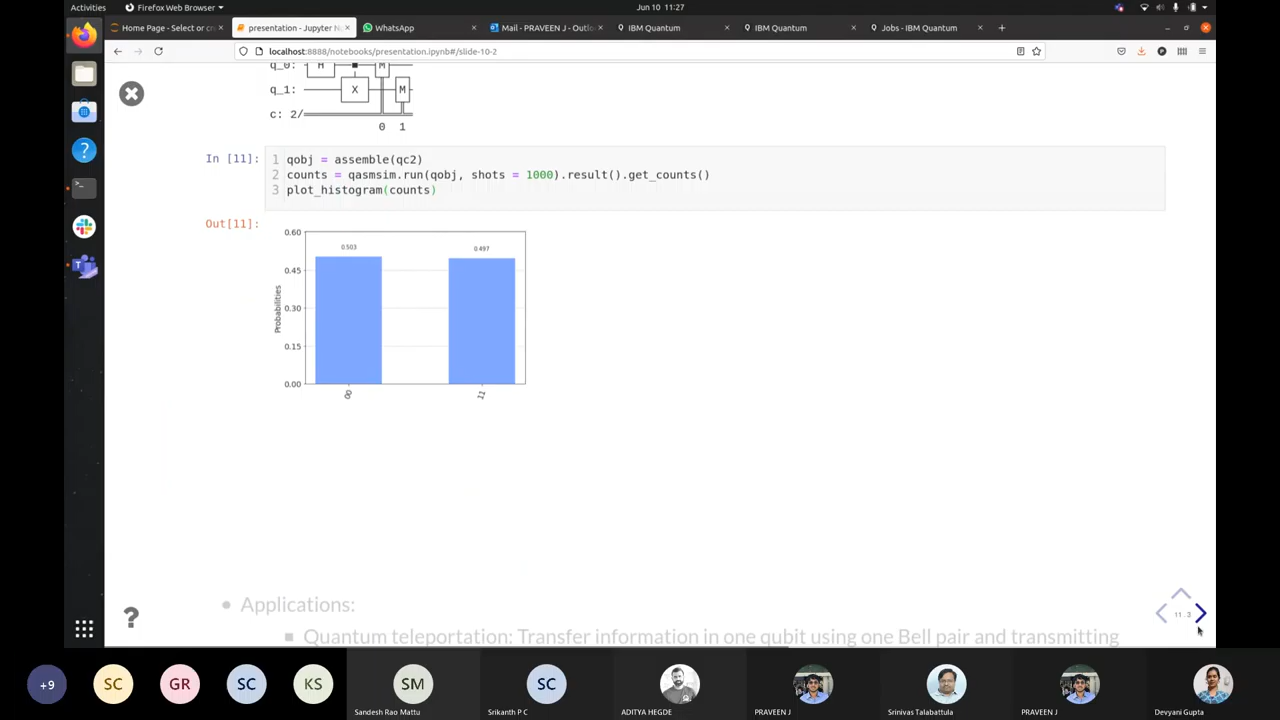 Activities
Firefox Web Browser
Jun 10 11:27
Home Page - Select or cr
presentation - Jupyter N
WhatsApp
Mail - PRAVEEN J - Outlo
IBM Quantum
IBM Quantum
Jobs - IBM Quantum
localhost:8888/notebooks/presentation.ipynb#/slide-10-2
q_0: H M
q_1: X M
c: 2/
0 1
In [11]:
1 qobj = assemble(qc2)
2 counts = qasmsim.run(qobj, shots = 1000).result().get_counts()
3 plot_histogram(counts)
Out[11]:
0.60
0.503
0.497
0.45
Probabilities
0.30
0.15
0.00
00
11
• Applications:
▪ Quantum teleportation: Transfer information in one qubit using one Bell pair and transmitting
11.3
?
+9
SC
GR
SC
KS
SM
SC
Sandesh Rao Mattu
Srikanth P C
ADITYA HEGDE
PRAVEEN J
Srinivas Talabattula
PRAVEEN J
Devyani Gupta